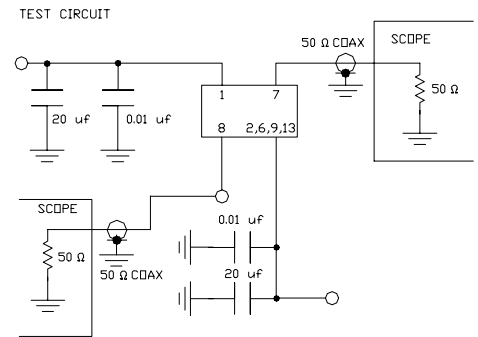 TEST CIRCUIT
50 Ω COAX
SCOPE
50 Ω
1 7
20 uf
0.01 uf
8 2,6,9,13
SCOPE
0.01 uf
50 Ω
20 uf
50 Ω COAX